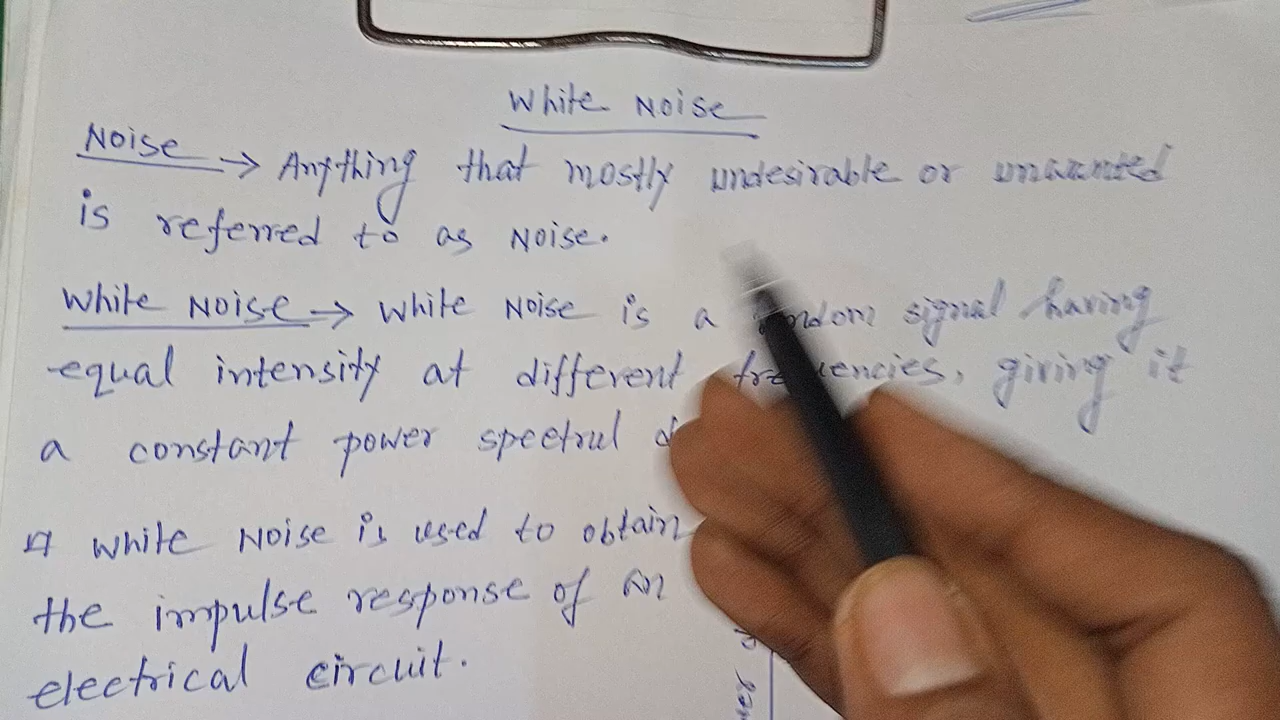 White Noise
Noise → Anything that mostly undesirable or unwanted
is referred to as Noise.
White Noise → White Noise is a random signal having
equal intensity at different frequencies, giving it
a constant power spectral
White Noise is used to obtain
the impulse response of an
electrical circuit.